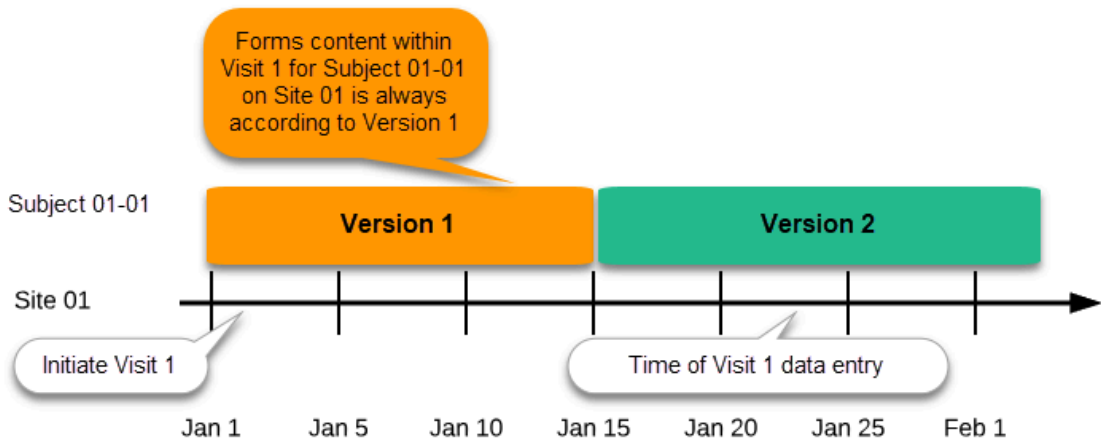 Forms content within
Visit 1 for Subject 01-01
on Site 01 is always
according to Version 1
Subject 01-01
Version 1
Version 2
Site 01
Initiate Visit 1
Time of Visit 1 data entry
Jan 1
Jan 5
Jan 10
Jan 15
Jan 20
Jan 25
Feb 1